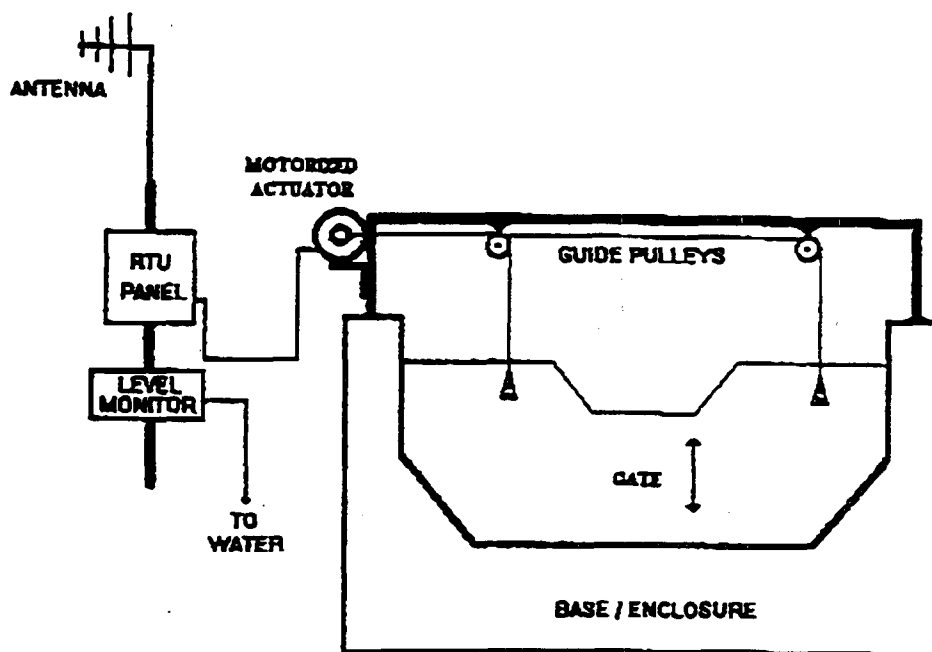 ANTENNA
MOTORIZED
ACTUATOR
RTU
PANEL
GUIDE PULLEYS
LEVEL
MONITOR
GATE
TO
WATER
BASE / ENCLOSURE